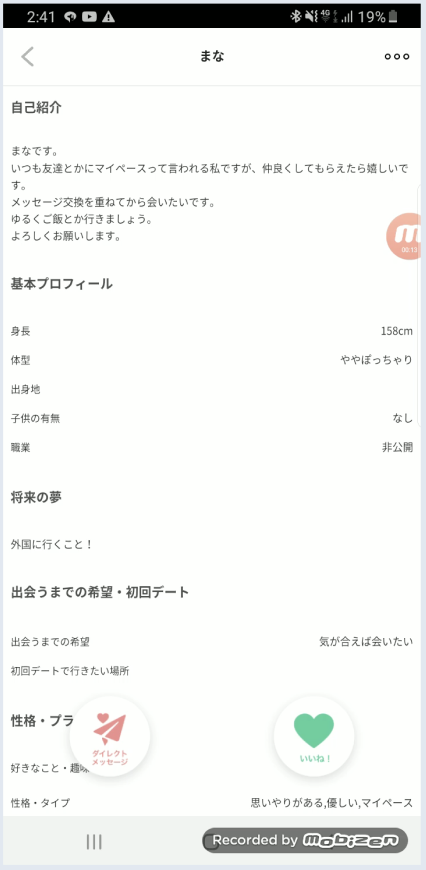 2:41
4G
19%
まな
自己紹介
まなです。
いつも友達とかにマイペースって言われる私ですが、仲良くしてもらえたら嬉しいで
す。
メッセージ交換を重ねてから会いたいです。
ゆるくご飯とか行きましょう。
よろしくお願いします。
00:13
基本プロフィール
身長 158cm
体型 ややぽっちゃり
出身地
子供の有無 なし
職業 非公開
将来の夢
外国に行くこと！
出会うまでの希望・初回デート
出会うまでの希望 気が合えば会いたい
初回デートで行きたい場所
性格・プラ
ダイレクト
メッセージ
いいね！
好きなこと・趣味
性格・タイプ 思いやりがある,優しい,マイペース
Recorded by mobizen